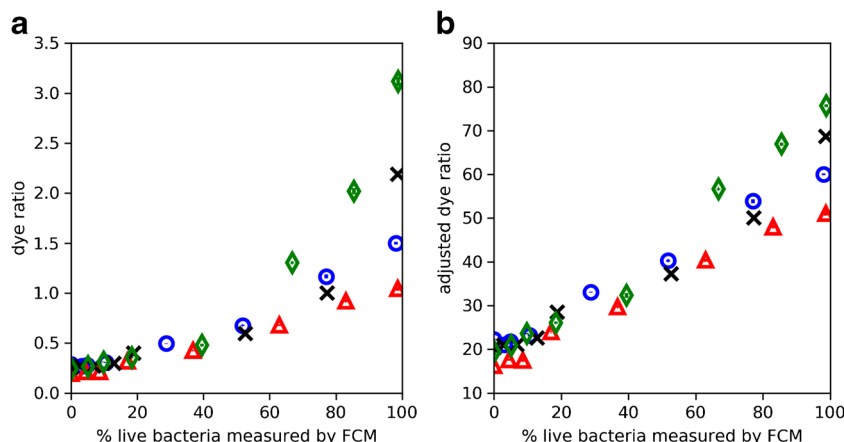 a
b
3.5
3.0
2.5
2.0
1.5
1.0
0.5
0.0
dye ratio
0 20 40 60 80 100
% live bacteria measured by FCM
90
80
70
60
50
40
30
20
10
adjusted dye ratio
0 20 40 60 80 100
% live bacteria measured by FCM